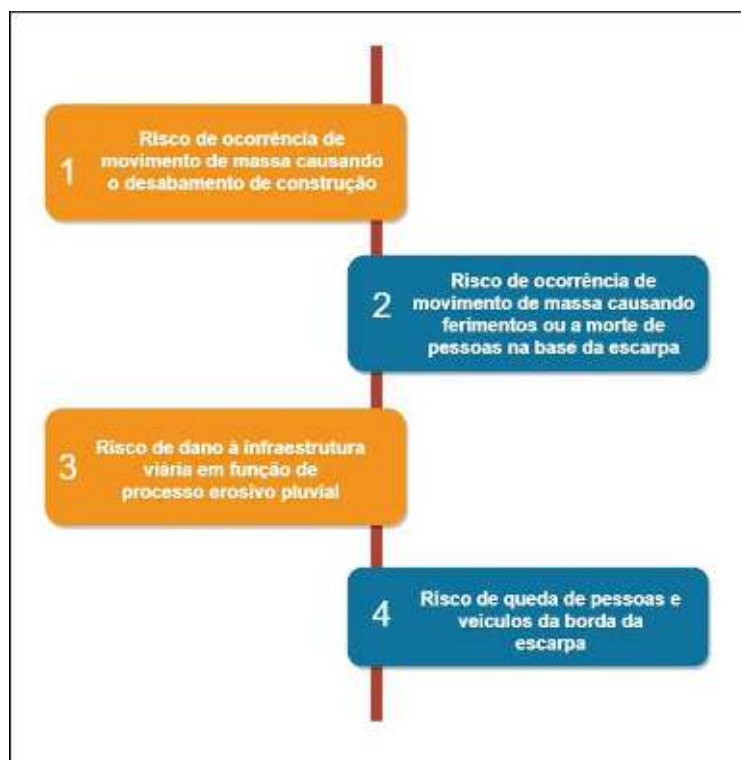 1
Risco de ocorrência de
movimento de massa causando
o desabamento de construção
2
Risco de ocorrência de
movimento de massa causando
ferimentos ou a morte de
pessoas na base da escarpa
3
Risco de dano à infraestrutura
viária em função de
processo erosivo pluvial
4
Risco de queda de pessoas e
veículos da borda da
escarpa